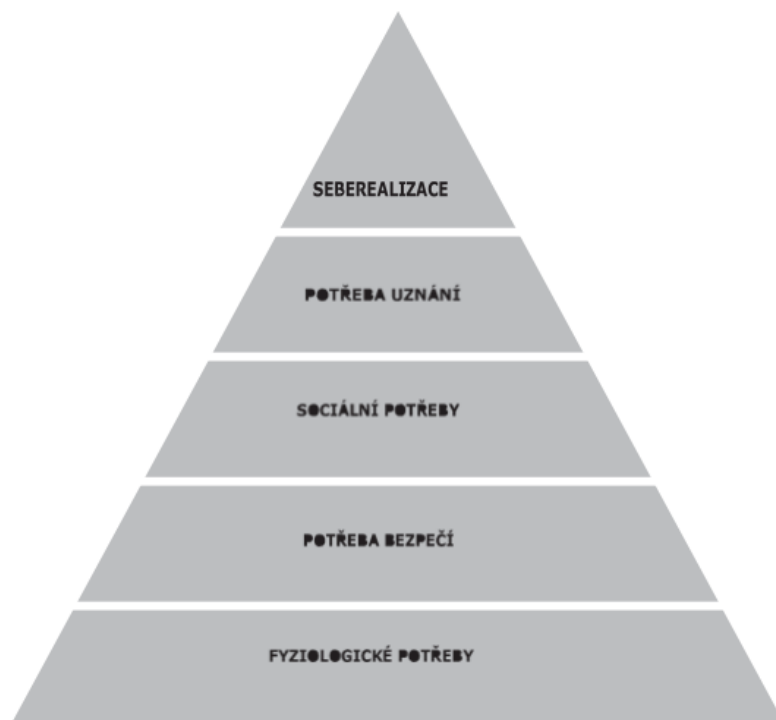 SEBEREALIZACE
POTŘEBA UZNÁNÍ
SOCIÁLNÍ POTŘEBY
POTŘEBA BEZPEČÍ
FYZIOLOGICKÉ POTŘEBY